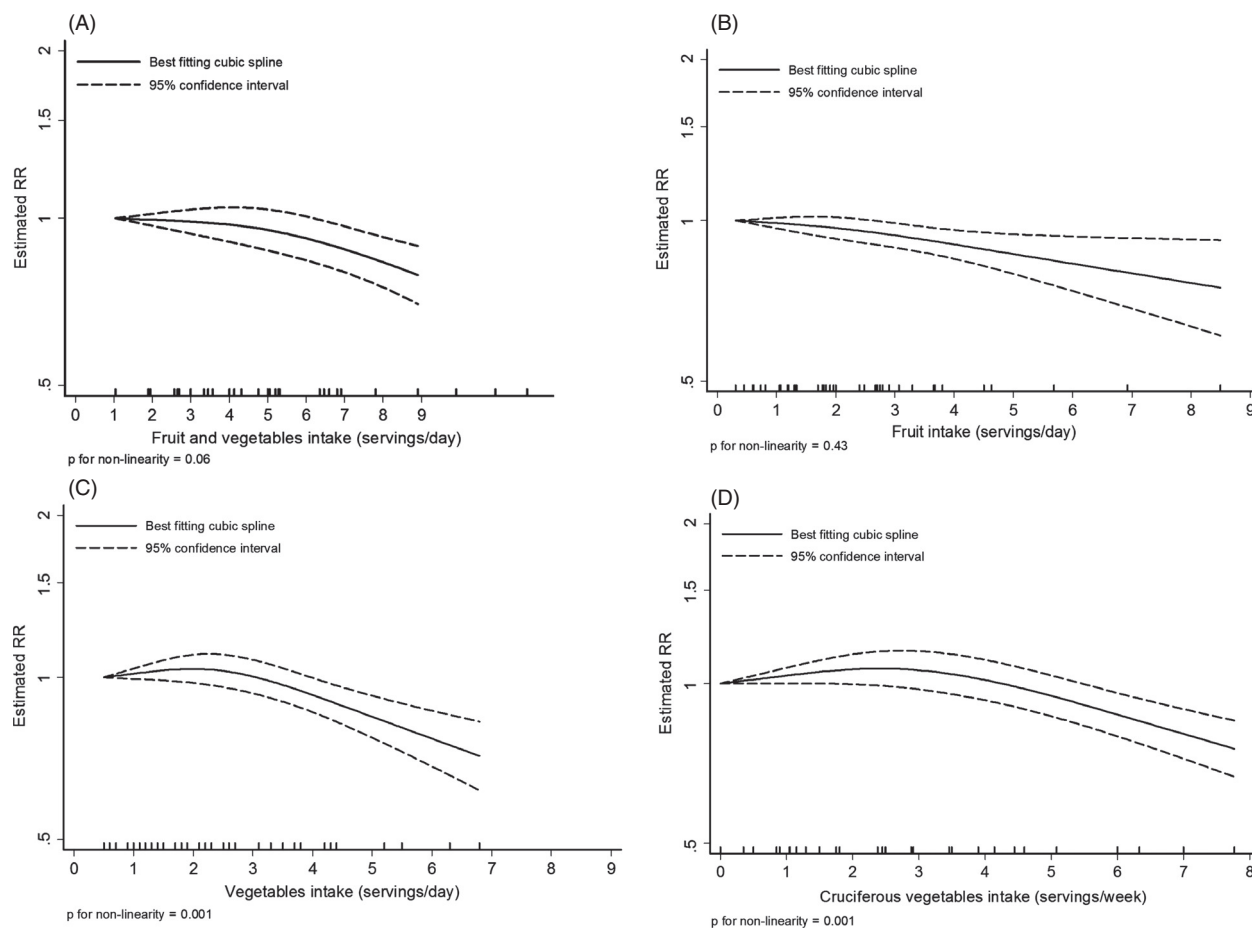 (A)
2
1.5
1
.5
Estimated RR
Best fitting cubic spline
95% confidence interval
0 1 2 3 4 5 6 7 8 9
Fruit and vegetables intake (servings/day)
p for non-linearity = 0.06
(B)
2
1.5
1
.5
Estimated RR
Best fitting cubic spline
95% confidence interval
0 1 2 3 4 5 6 7 8 9
Fruit intake (servings/day)
p for non-linearity = 0.43
(C)
2
1.5
1
.5
Estimated RR
Best fitting cubic spline
95% confidence interval
0 1 2 3 4 5 6 7 8 9
Vegetables intake (servings/day)
p for non-linearity = 0.001
(D)
2
1.5
1
.5
Estimated RR
Best fitting cubic spline
95% confidence interval
0 1 2 3 4 5 6 7 8
Cruciferous vegetables intake (servings/week)
p for non-linearity = 0.001